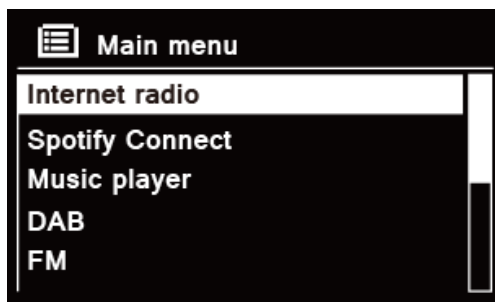 Main menu
Internet radio
Spotify Connect
Music player
DAB
FM